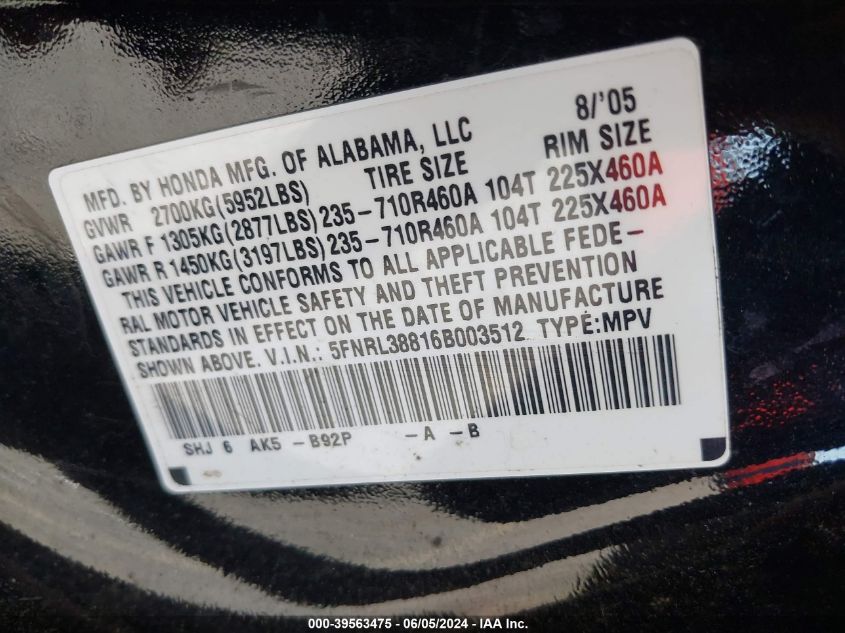 8/'05
MFD. BY HONDA MFG. OF ALABAMA, LLC
GVWR 2700KG(5952LBS) TIRE SIZE RIM SIZE
GAWR F 1305KG(2877LBS) 235-710R460A 104T 225X460A
GAWR R 1450KG(3197LBS) 235-710R460A 104T 225X460A
THIS VEHICLE CONFORMS TO ALL APPLICABLE FEDE-
RAL MOTOR VEHICLE SAFETY AND THEFT PREVENTION
STANDARDS IN EFFECT ON THE DATE OF MANUFACTURE
SHOWN ABOVE. V.I.N.: 5FNRL38816B003512 TYPE:MPV
SHJ 6 AK5 -B92P -A -B
000-39563475 - 06/05/2024 - IAA Inc.